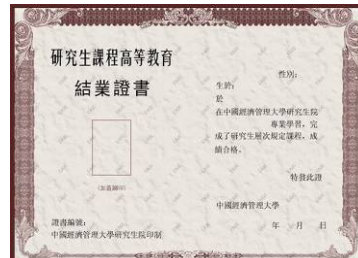 研究生課程高等教育
結業證書
(加蓋鋼印)
證書編號:
中國經濟管理大學研究生院印制
性別:
生於:
於
在中國經濟管理大學研究生院
專業學習,完
成了研究生層次規定課程,成
績合格。
特發此證
中國經濟管理大學
年 月 日